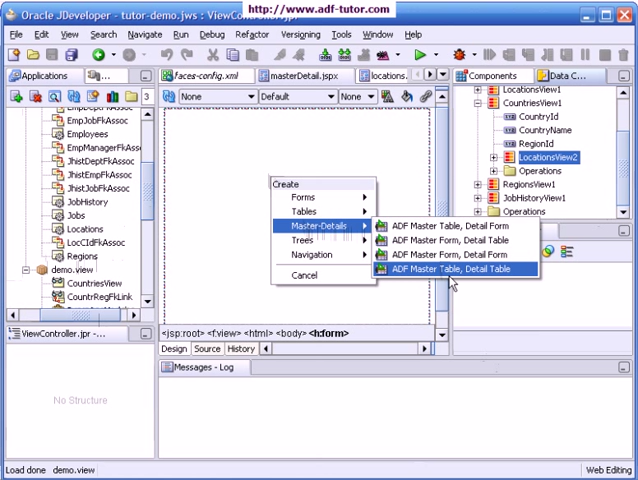 http://www.adf-tutor.com
Oracle JDeveloper - tutor-demo.jws : ViewController.jpr
File Edit View Search Navigate Run Debug Refactor Versioning Tools Window Help
Applications
faces-config.xml
masterDetail.jspx
locations.
Components
Data C...
3
None
Default
None
EmpJobFkAssoc
Employees
EmpManagerFkAssoc
JhistDeptFkAssoc
JhistEmpFkAssoc
JhistJobFkAssoc
JobHistory
Jobs
Locations
LocCIdFkAssoc
Regions
demo.view
CountriesView
CountRegFkLink
LocationsView1
CountriesView1
CountryId
CountryName
RegionId
LocationsView2
Operations
RegionsView1
JobHistoryView1
Operations
Create
Forms
Tables
Master-Details
Trees
Navigation
Cancel
ADF Master Table, Detail Form
ADF Master Form, Detail Table
ADF Master Form, Detail Form
ADF Master Table, Detail Table
<jsp:root> <f:view> <html> <body> <h:form>
Design Source History
ViewController.jpr -...
No Structure
Messages - Log
Load done demo.view
Web Editing